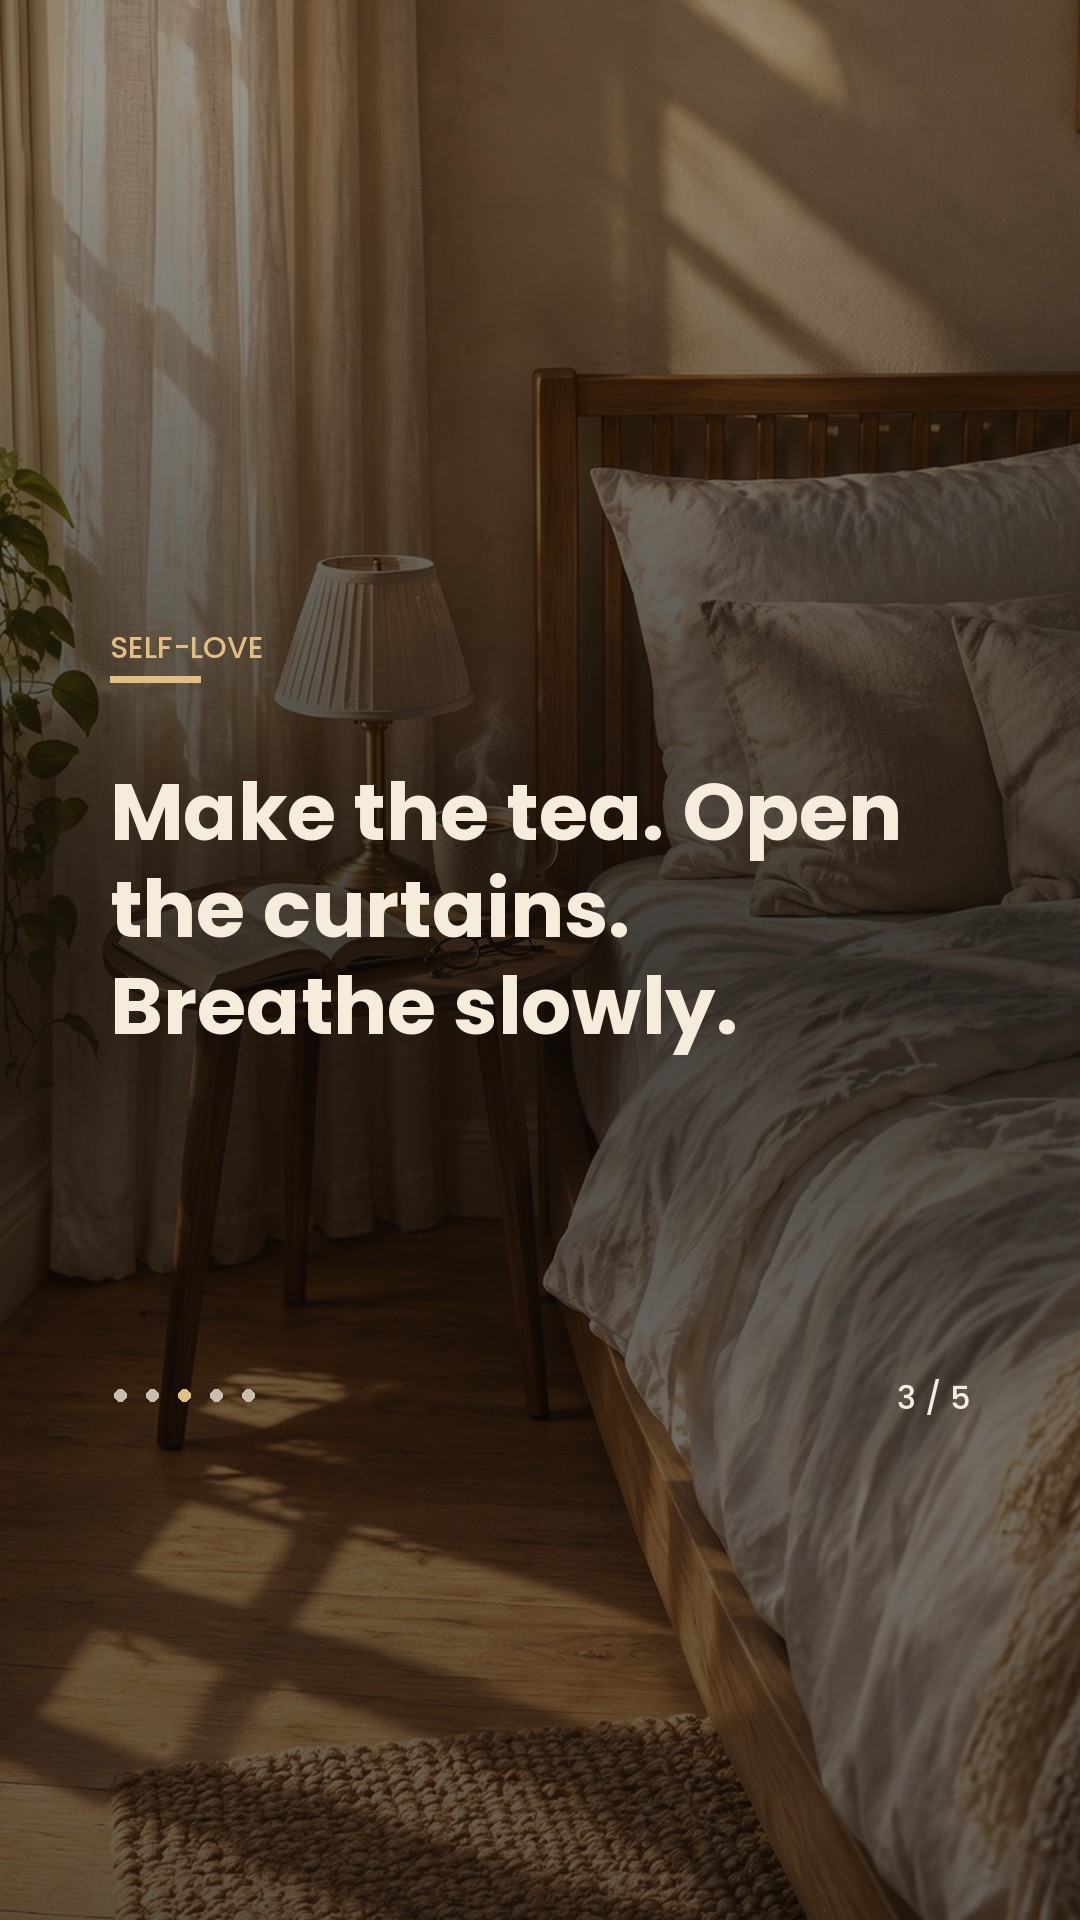 SELF-LOVE
Make the tea. Open
the curtains.
Breathe slowly.
3 / 5